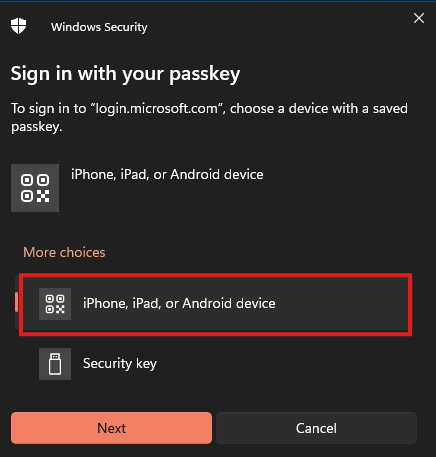 Windows Security
Sign in with your passkey
To sign in to “login.microsoft.com”, choose a device with a saved
passkey.
iPhone, iPad, or Android device
More choices
iPhone, iPad, or Android device
Security key
Next
Cancel